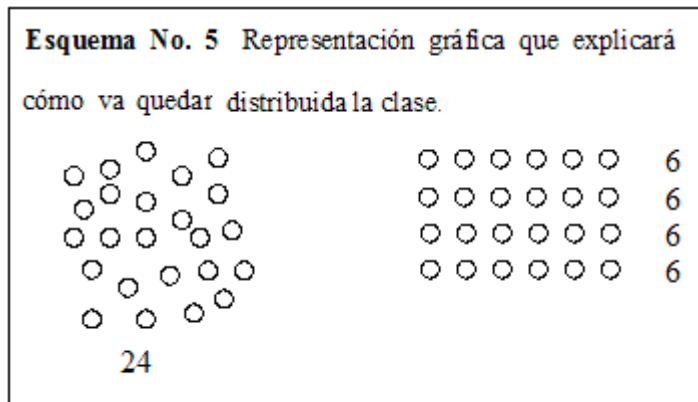 Esquema No. 5 Representación gráfica que explicará
cómo va quedar distribuida la clase.
6
6
6
6
24